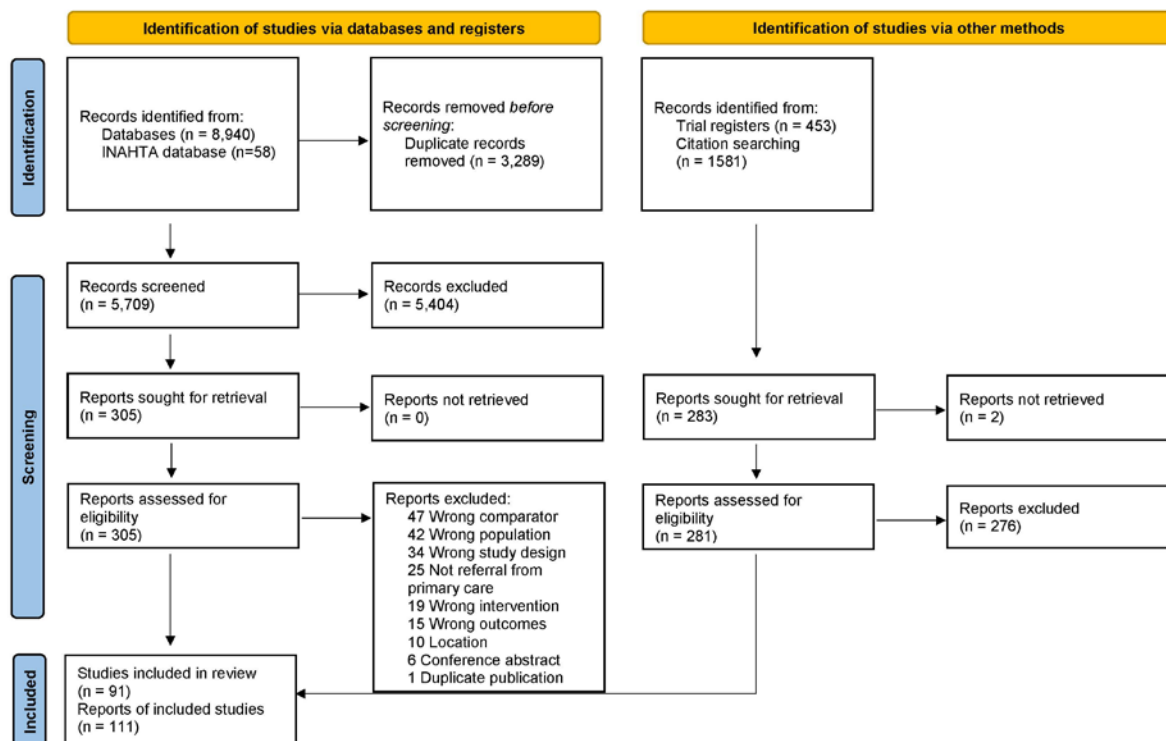 Identification of studies via databases and registers
Identification of studies via other methods
Identification
Records identified from:
Databases (n = 8,940)
INAHTA database (n=58)
Records removed before
screening:
Duplicate records
removed (n = 3,289)
Records identified from:
Trial registers (n = 453)
Citation searching
(n = 1581)
Screening
Records screened
(n = 5,709)
Records excluded
(n = 5,404)
Reports sought for retrieval
(n = 305)
Reports not retrieved
(n = 0)
Reports sought for retrieval
(n = 283)
Reports not retrieved
(n = 2)
Reports assessed for
eligibility
(n = 305)
Reports excluded:
47 Wrong comparator
42 Wrong population
34 Wrong study design
25 Not referral from
primary care
19 Wrong intervention
15 Wrong outcomes
10 Location
6 Conference abstract
1 Duplicate publication
Reports assessed for
eligibility
(n = 281)
Reports excluded
(n = 276)
Included
Studies included in review
(n = 91)
Reports of included studies
(n = 111)